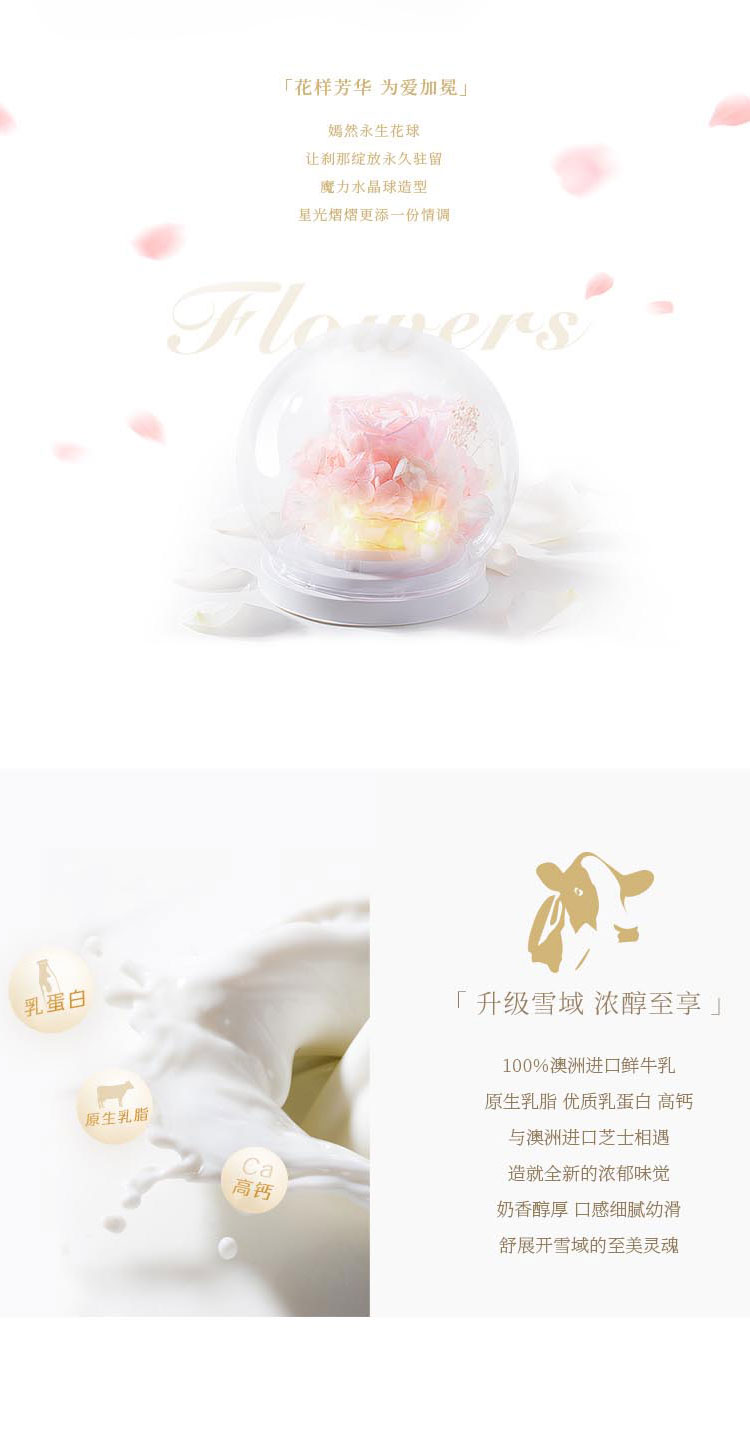 「花样芳华 为爱加冕」
嫣然永生花球
让刹那绽放永久驻留
魔力水晶球造型
星光熠熠更添一份情调
Flowers
乳蛋白
原生乳脂
Ca
高钙
「 升级雪域 浓醇至享 」
100%澳洲进口鲜牛乳
原生乳脂 优质乳蛋白 高钙
与澳洲进口芝士相遇
造就全新的浓郁味觉
奶香醇厚 口感细腻幼滑
舒展开雪域的至美灵魂